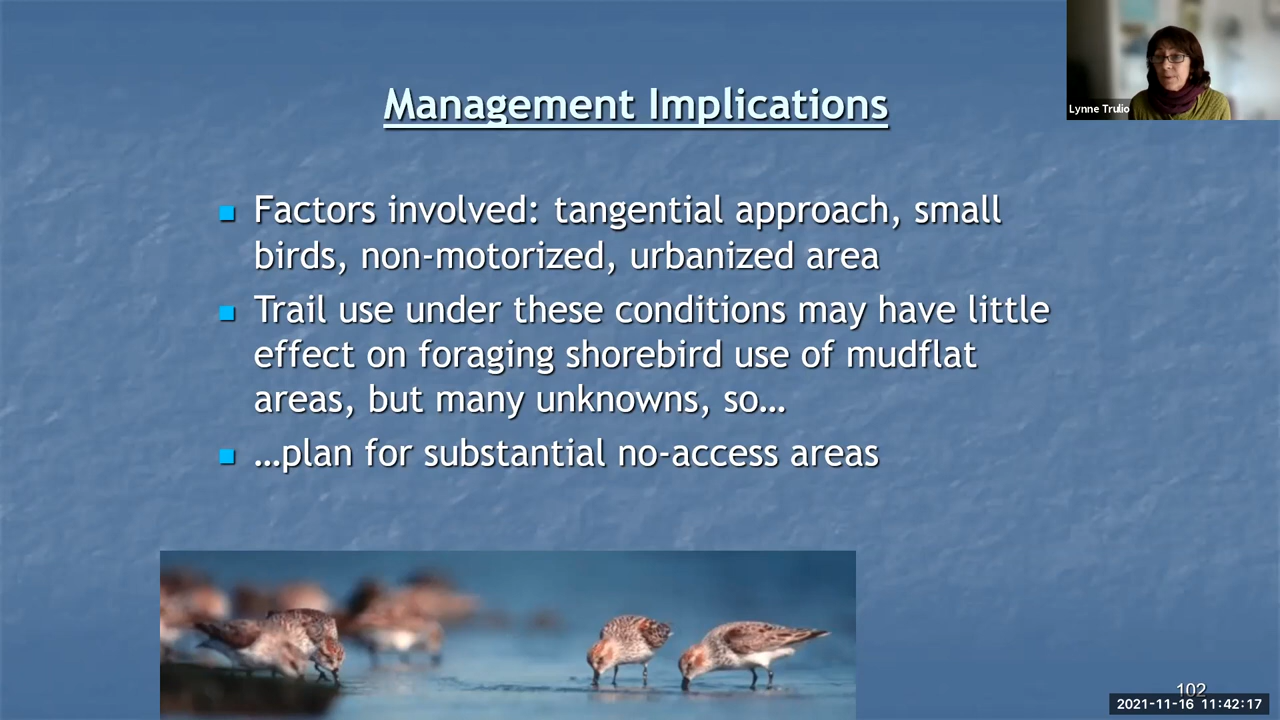 Management Implications
Lynne Trulio
Factors involved: tangential approach, small
birds, non-motorized, urbanized area
Trail use under these conditions may have little
effect on foraging shorebird use of mudflat
areas, but many unknowns, so…
…plan for substantial no-access areas
102
2021-11-16 11:42:17